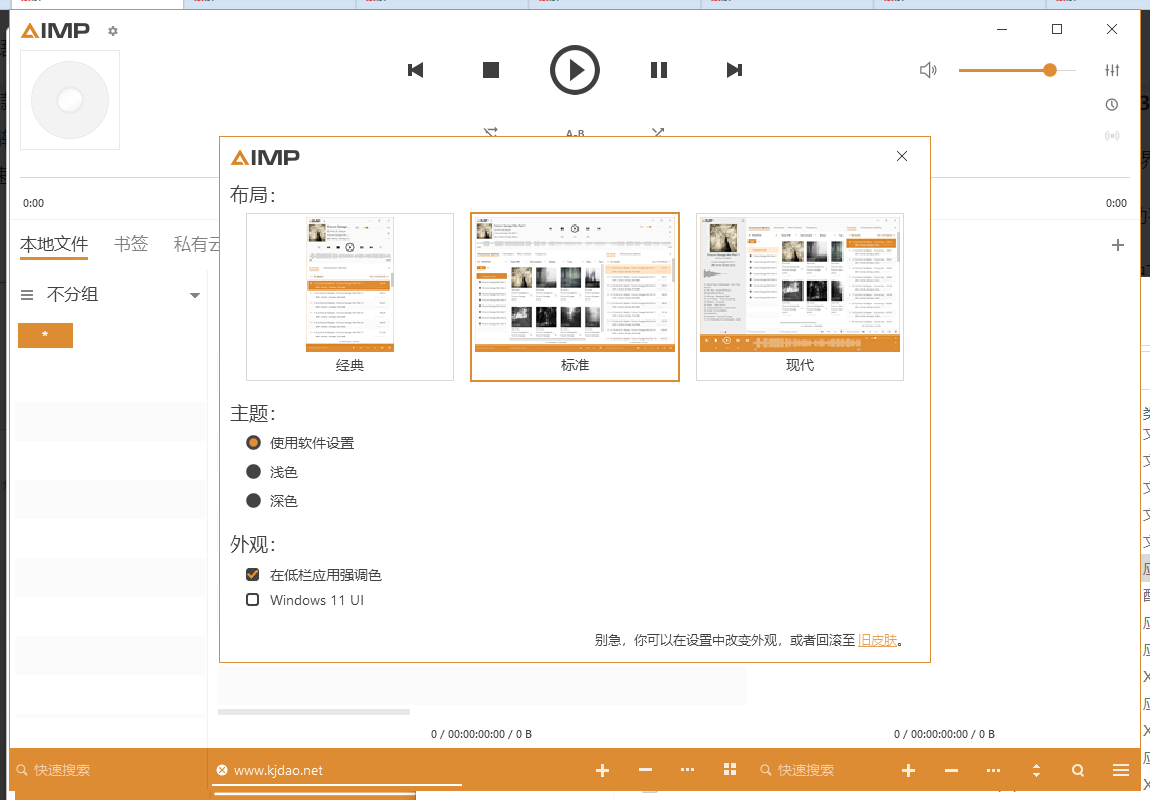 AIMP
A-B
0:00
0:00
本地文件 书签 私有云
不分组
*
AIMP
布局：
经典
标准
现代
主题：
使用软件设置
浅色
深色
外观：
在低栏应用强调色
Windows 11 UI
别急，你可以在设置中改变外观，或者回滚至 旧皮肤。
0 / 00:00:00:00 / 0 B
0 / 00:00:00:00 / 0 B
快速搜索
www.kjdao.net
快速搜索